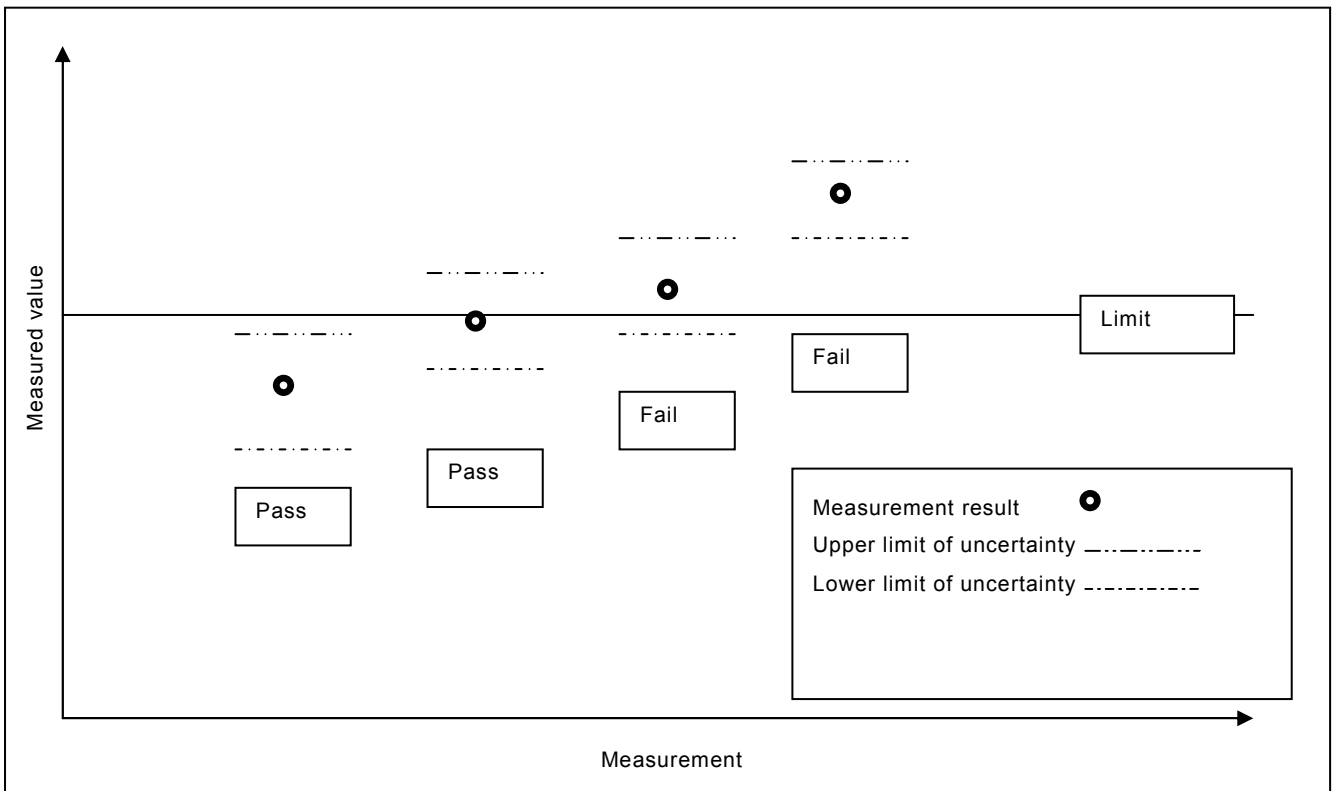 Measured value
Limit
Fail
Fail
Pass
Pass
Measurement result
Upper limit of uncertainty
Lower limit of uncertainty
Measurement